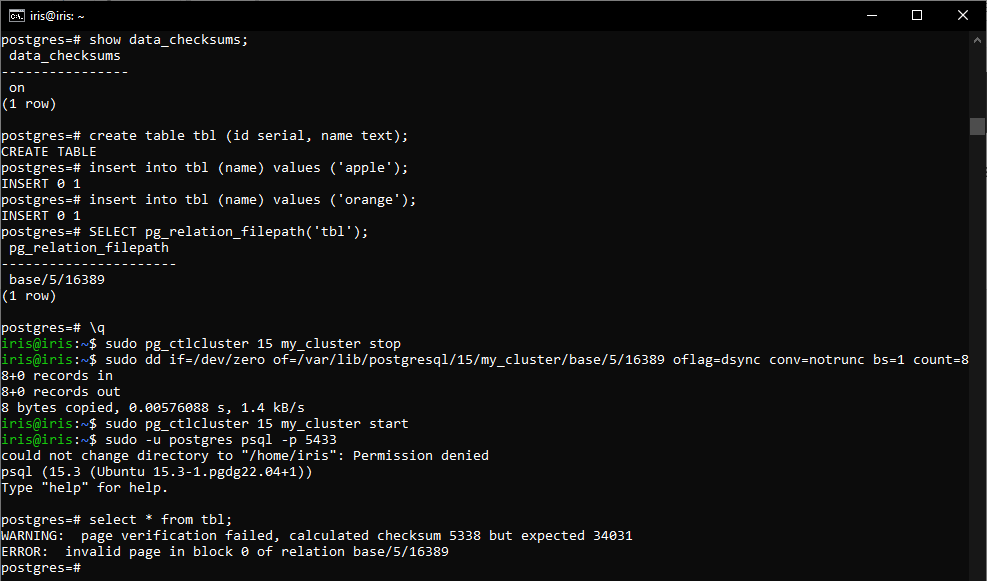 iris@iris: ~
postgres=# show data_checksums;
 data_checksums
----------------
 on
(1 row)

postgres=# create table tbl (id serial, name text);
CREATE TABLE
postgres=# insert into tbl (name) values ('apple');
INSERT 0 1
postgres=# insert into tbl (name) values ('orange');
INSERT 0 1
postgres=# SELECT pg_relation_filepath('tbl');
 pg_relation_filepath
----------------------
 base/5/16389
(1 row)

postgres=# \q
iris@iris:~$ sudo pg_ctlcluster 15 my_cluster stop
iris@iris:~$ sudo dd if=/dev/zero of=/var/lib/postgresql/15/my_cluster/base/5/16389 oflag=dsync conv=notrunc bs=1 count=8
8+0 records in
8+0 records out
8 bytes copied, 0.00576088 s, 1.4 kB/s
iris@iris:~$ sudo pg_ctlcluster 15 my_cluster start
iris@iris:~$ sudo -u postgres psql -p 5433
could not change directory to "/home/iris": Permission denied
psql (15.3 (Ubuntu 15.3-1.pgdg22.04+1))
Type "help" for help.

postgres=# select * from tbl;
WARNING:  page verification failed, calculated checksum 5338 but expected 34031
ERROR:  invalid page in block 0 of relation base/5/16389
postgres=#